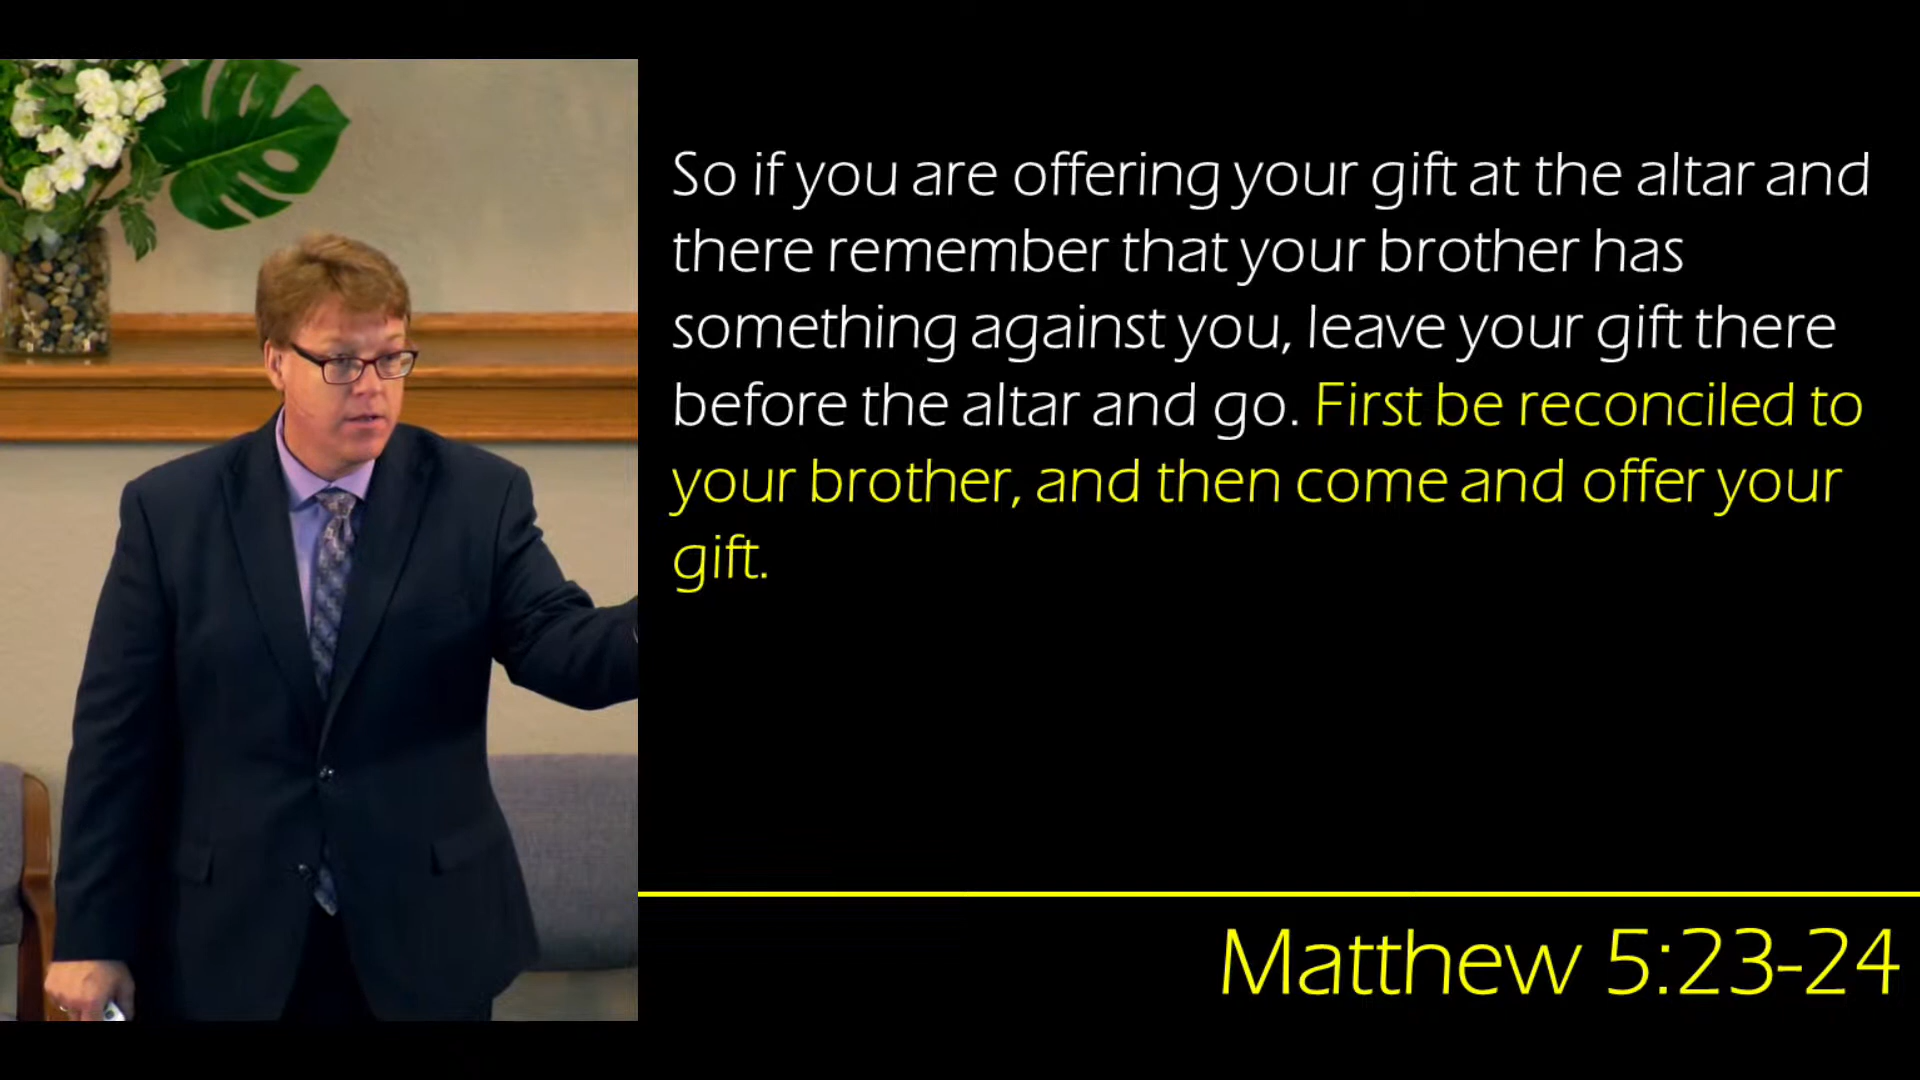 So if you are offering your gift at the altar and
there remember that your brother has
something against you, leave your gift there
before the altar and go. First be reconciled to
your brother, and then come and offer your
gift.
Matthew 5:23-24